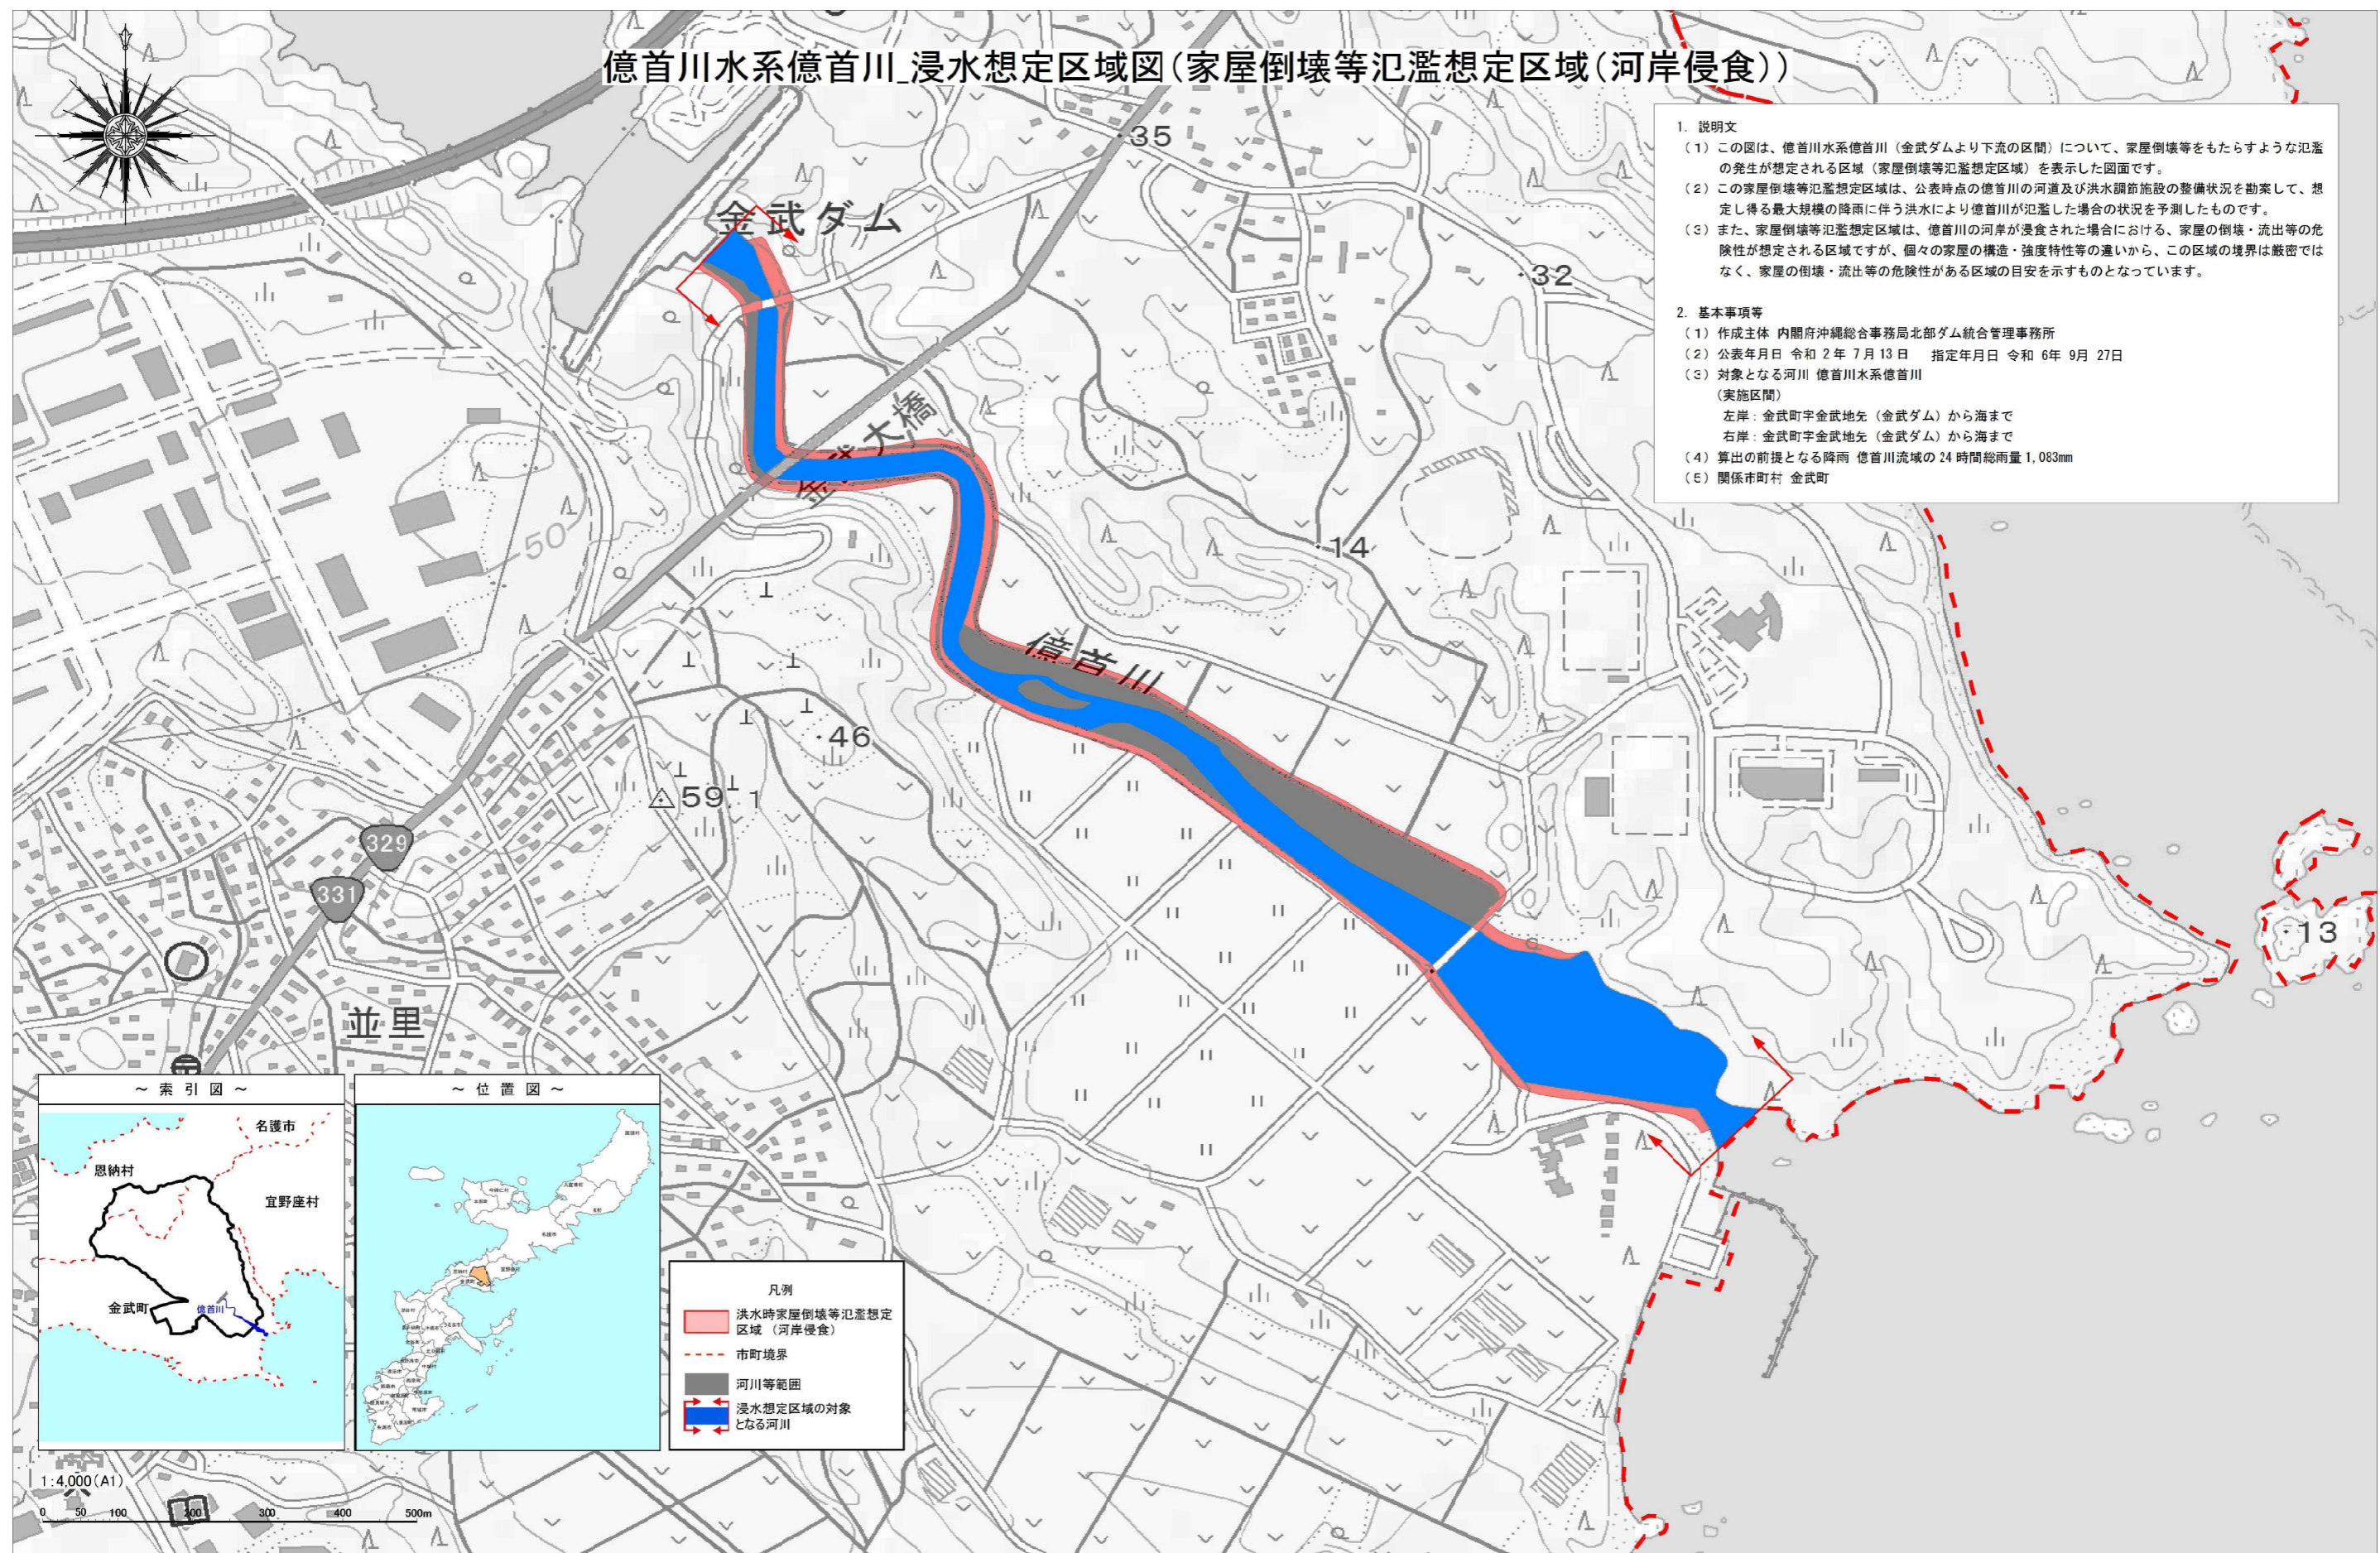 億首川水系億首川_浸水想定区域図(家屋倒壊等氾濫想定区域(河岸侵食))
1. 説明文
(1) この図は、億首川水系億首川(金武ダムより下流の区間)について、家屋倒壊等をもたらすような氾濫
の発生が想定される区域(家屋倒壊等氾濫想定区域)を表示した図面です。
(2) この家屋倒壊等氾濫想定区域は、公表時点の億首川の河道及び洪水調節施設の整備状況を勘案して、想
定し得る最大規模の降雨に伴う洪水により億首川が氾濫した場合の状況を予測したものです。
(3) また、家屋倒壊等氾濫想定区域は、億首川の河岸が浸食された場合における、家屋の倒壊・流出等の危
険性が想定される区域ですが、個々の家屋の構造・強度特性等の違いから、この区域の境界は厳密では
なく、家屋の倒壊・流出等の危険性がある区域の目安を示すものとなっています。
2. 基本事項等
(1) 作成主体 内閣府沖縄総合事務局北部ダム統合管理事務所
(2) 公表年月日 令和 2 年 7 月 13 日 指定年月日 令和 6年 9月 27日
(3) 対象となる河川 億首川水系億首川
(実施区間)
左岸:金武町字金武地先(金武ダム)から海まで
右岸:金武町字金武地先(金武ダム)から海まで
(4) 算出の前提となる降雨 億首川流域の 24 時間総雨量 1,083mm
(5) 関係市町村 金武町
35
金武ダム
32
金武大橋
50
14
億首川
46
59.1
329
331
13
並里
~ 索 引 図 ~
名護市
恩納村
宜野座村
金武町
億首川
~ 位 置 図 ~
名護市
恩納村
宜野座村
金武町
凡例
洪水時家屋倒壊等氾濫想定
区域 (河岸侵食)
市町境界
河川等範囲
浸水想定区域の対象
となる河川
1:4,000(A1)
0 50 100 200 300 400 500m